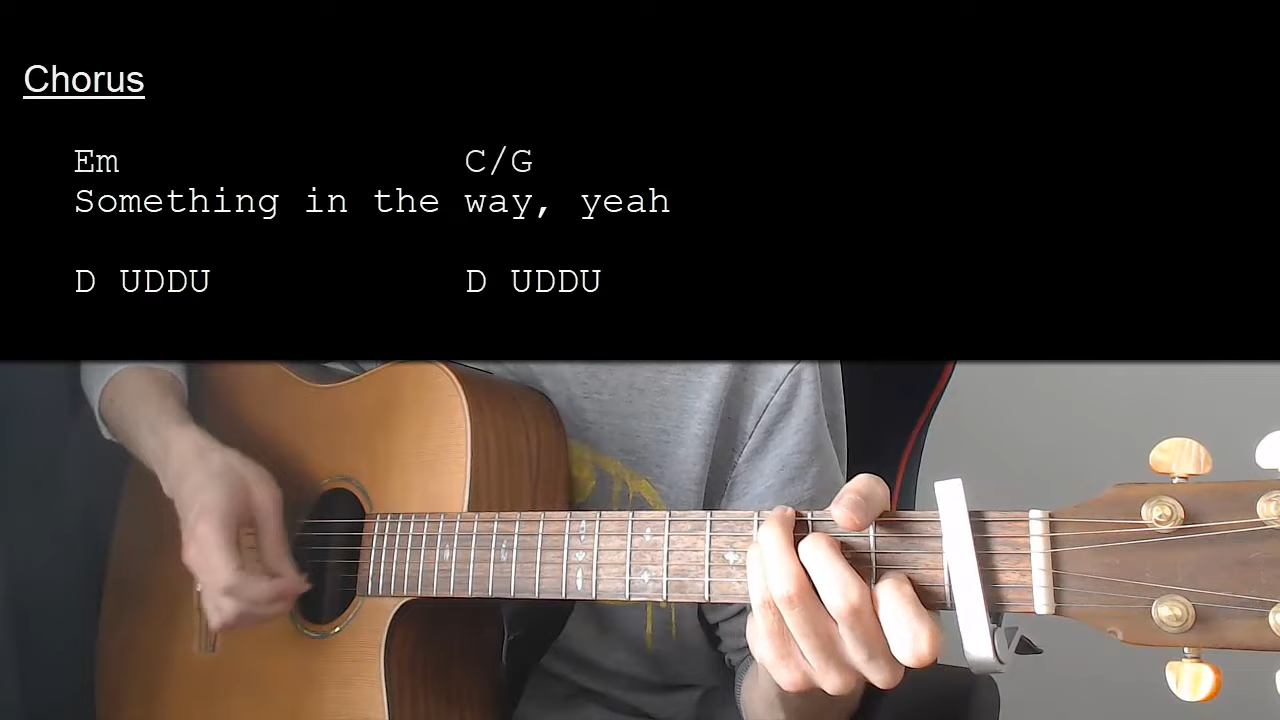 Chorus
Em C/G
Something in the way, yeah
D UDDU D UDDU